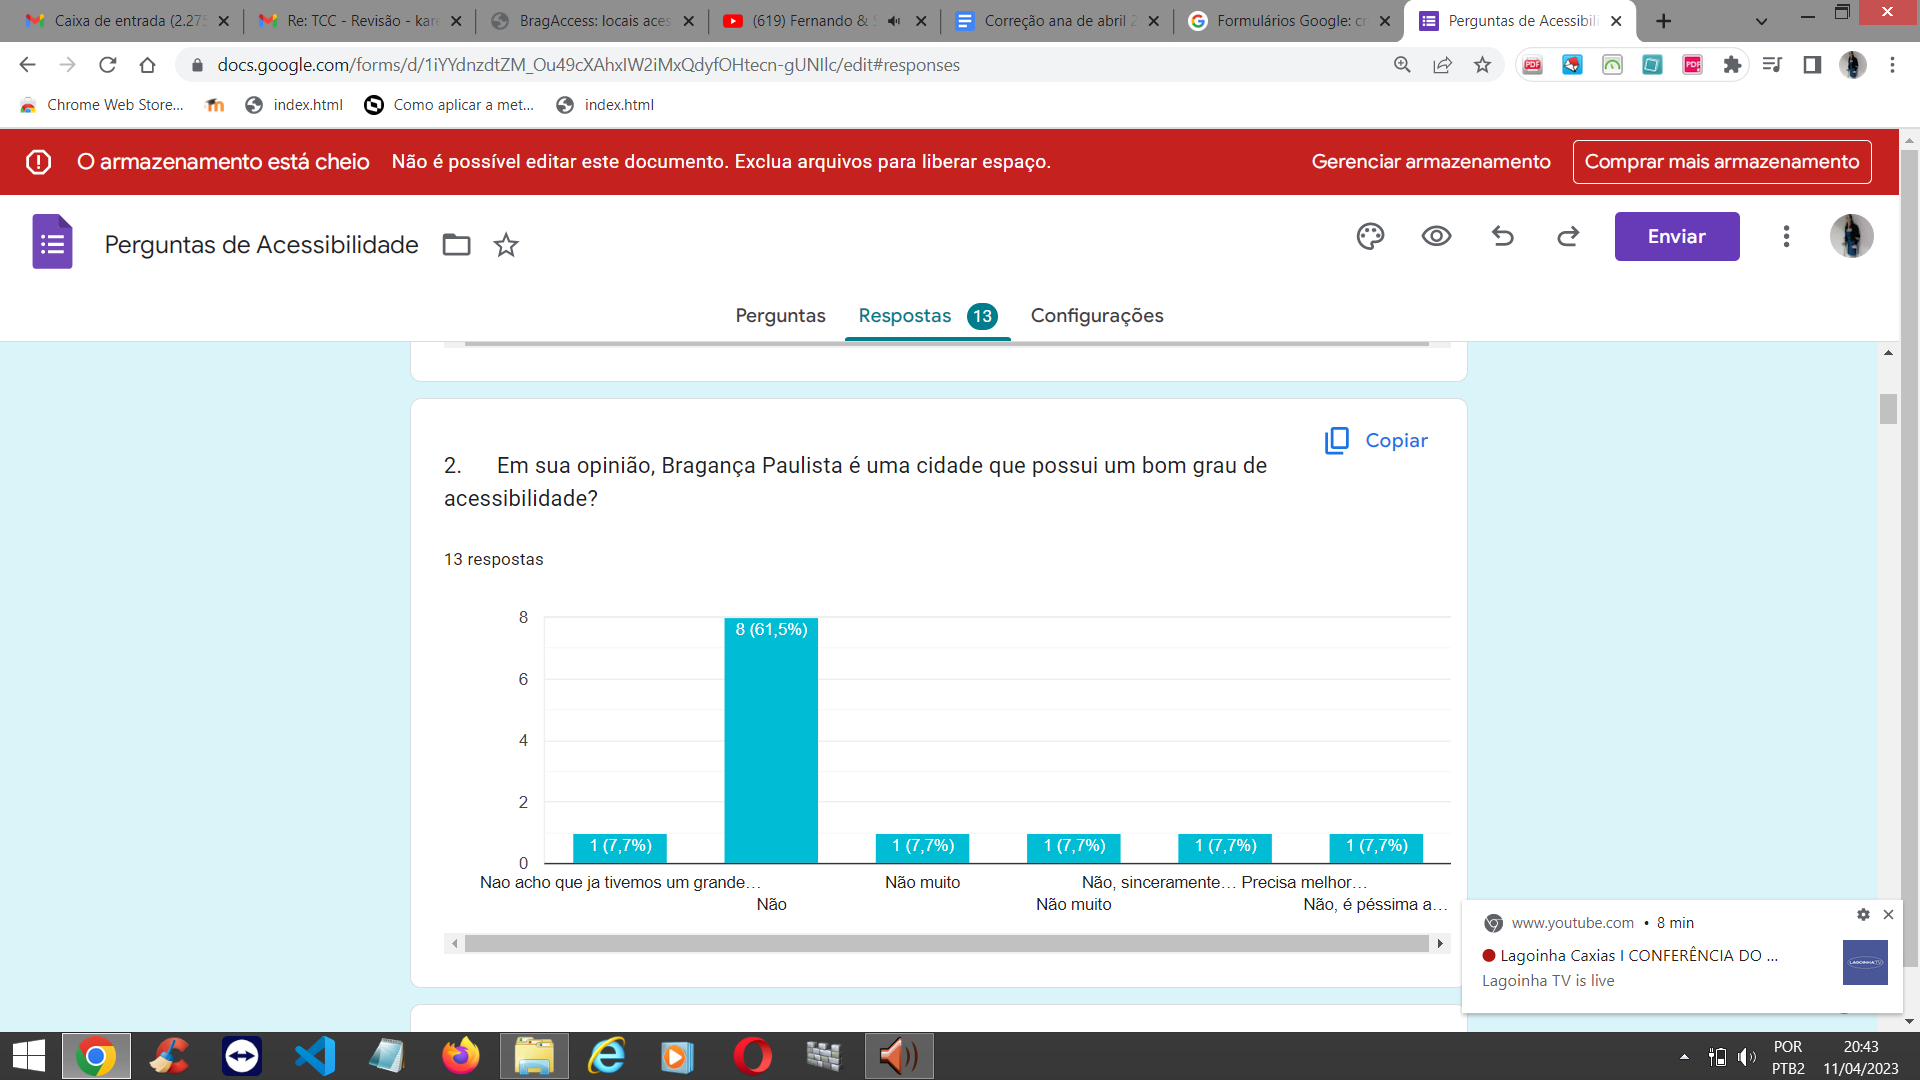 Caixa de entrada (2.275
Re: TCC - Revisão - kare
BragAccess: locais aces
(619) Fernando & S
Correção ana de abril 2
Formulários Google: cr
Perguntas de Acessibili
docs.google.com/forms/d/1iYYdnzdtZM_Ou49cXAhxIW2iMxQdyfOHtecn-gUNIlc/edit#responses
Chrome Web Store...
index.html
Como aplicar a met...
index.html
O armazenamento está cheio
Não é possível editar este documento. Exclua arquivos para liberar espaço.
Gerenciar armazenamento
Comprar mais armazenamento
Perguntas de Acessibilidade
Enviar
Perguntas
Respostas 13
Configurações
Copiar
2. Em sua opinião, Bragança Paulista é uma cidade que possui um bom grau de
acessibilidade?
13 respostas
8
6
4
2
0
1 (7,7%)
8 (61,5%)
1 (7,7%)
1 (7,7%)
1 (7,7%)
1 (7,7%)
Nao acho que ja tivemos um grande…
Não
Não muito
Não muito
Não, sinceramente…
Precisa melhor…
Não, é péssima a…
www.youtube.com • 8 min
Lagoinha Caxias I CONFERÊNCIA DO ...
Lagoinha TV is live
LAGOINHATV
POR
PTB2
20:43
11/04/2023